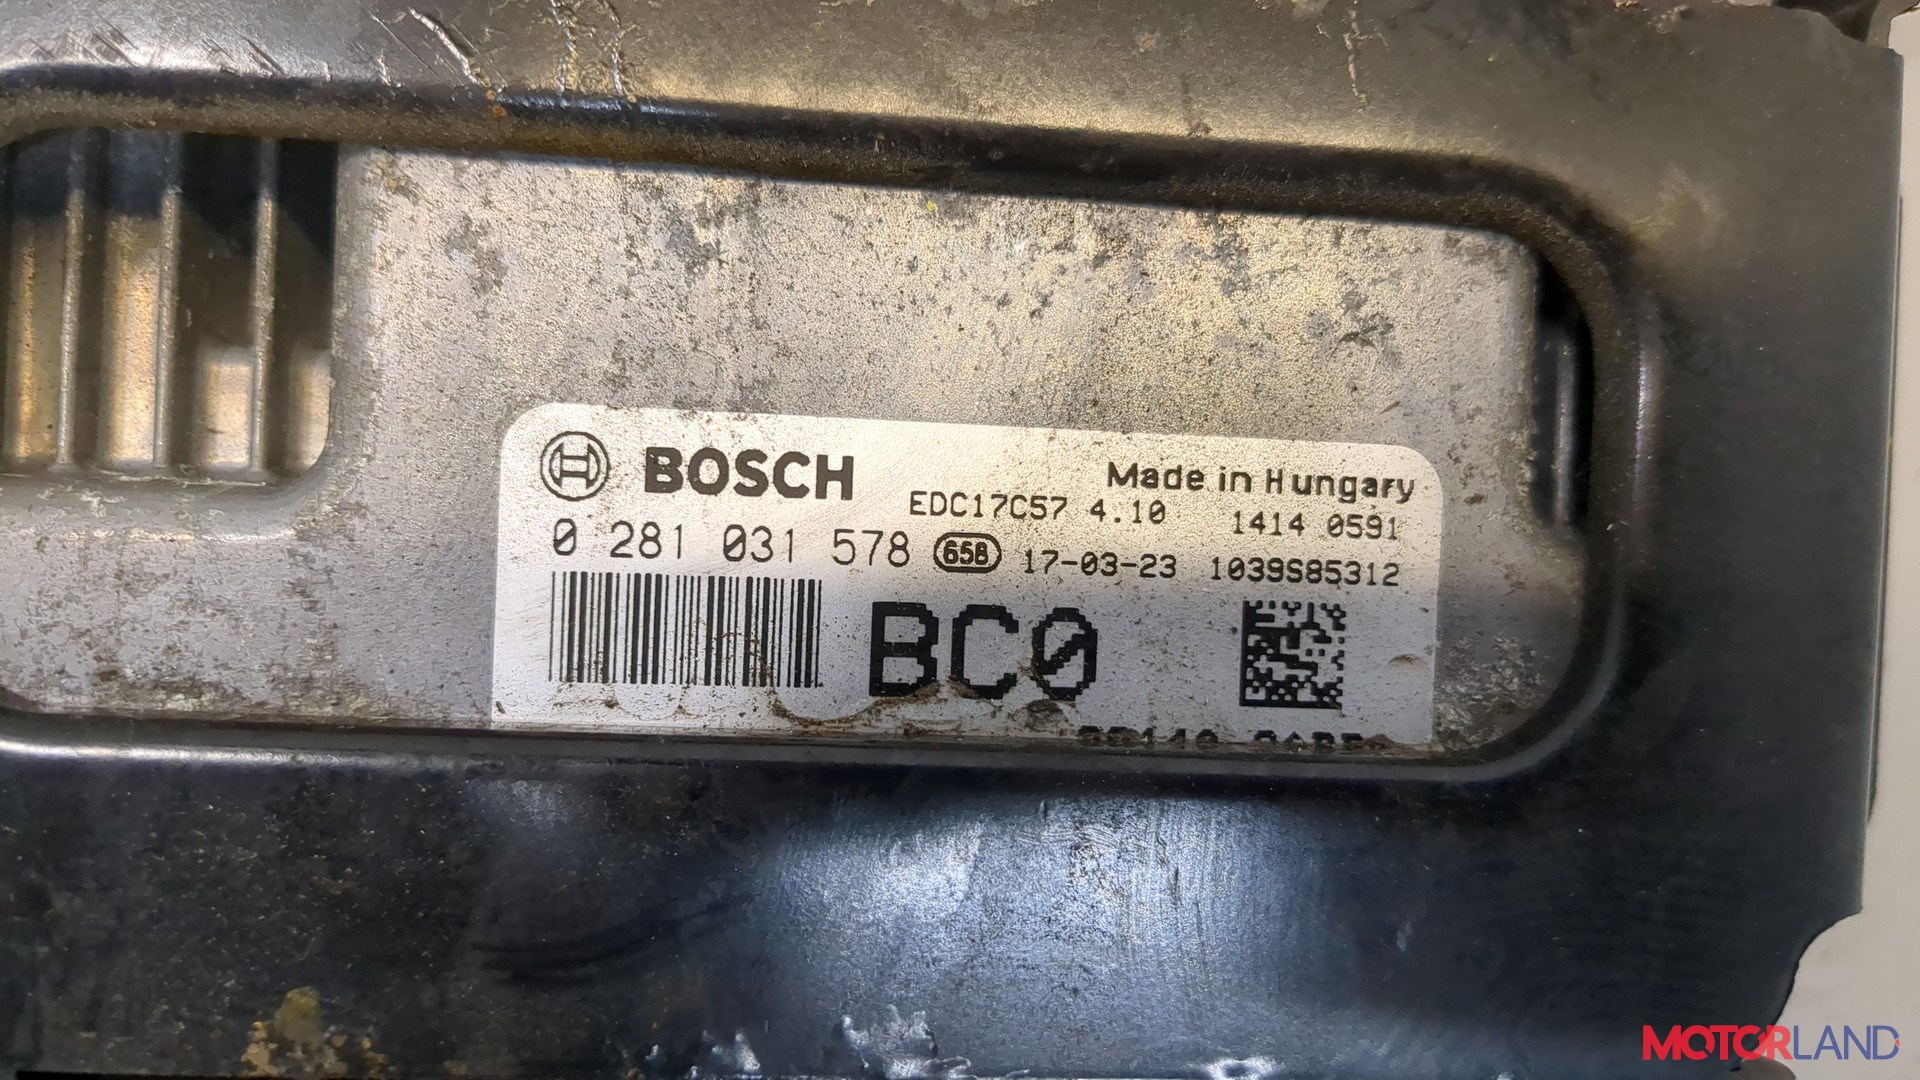 BOSCH
Made in Hungary
EDC17C57 4.10 1414 0591
0 281 031 578 65B 17-03-23 1039S85312
BC0
MOTORLAND